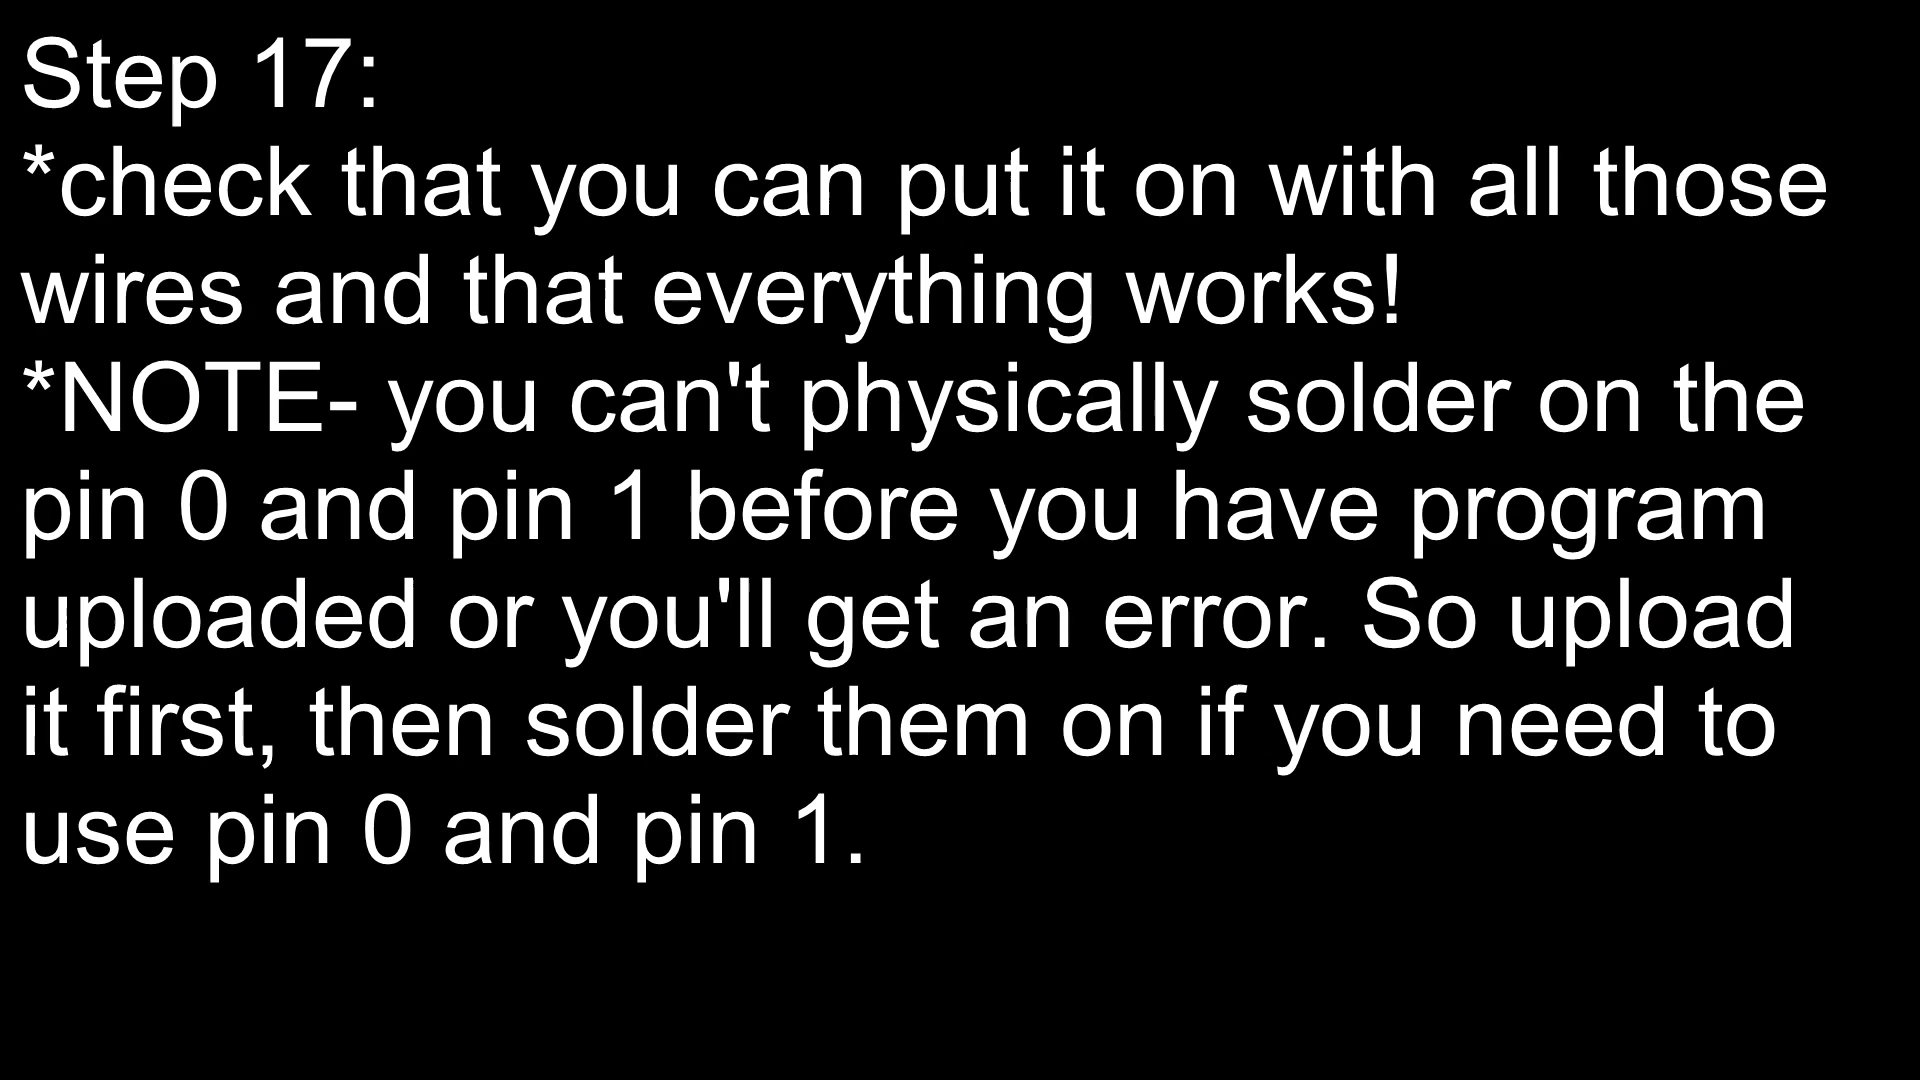 Step 17:
*check that you can put it on with all those
wires and that everything works!
*NOTE- you can't physically solder on the
pin 0 and pin 1 before you have program
uploaded or you'll get an error. So upload
it first, then solder them on if you need to
use pin 0 and pin 1.